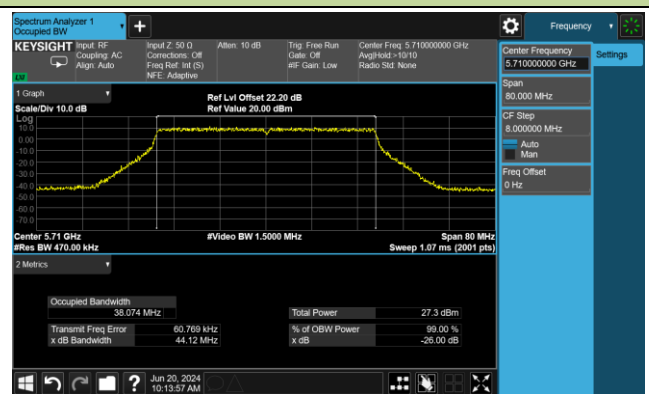 Spectrum Analyzer 1
Occupied BW
Frequency
KEYSIGHT
Input: RF
Coupling: AC
Align: Auto
Input Z: 50 Ω
Corrections: Off
Freq Ref: Int (S)
NFE: Adaptive
Atten: 10 dB
Trig: Free Run
Gate: Off
#IF Gain: Low
Center Freq: 5.710000000 GHz
Avg|Hold:>10/10
Radio Std: None
Center Frequency
5.710000000 GHz
Settings
Span
80.000 MHz
CF Step
8.000000 MHz
Auto
Man
Freq Offset
0 Hz
1 Graph
Scale/Div 10.0 dB
Ref Lvl Offset 22.20 dB
Ref Value 20.00 dBm
Log
10.0
0.00
-10.0
-20.0
-30.0
-40.0
-50.0
-60.0
-70.0
Center 5.71 GHz
#Res BW 470.00 kHz
#Video BW 1.5000 MHz
Span 80 MHz
Sweep 1.07 ms (2001 pts)
2 Metrics
Occupied Bandwidth
38.074 MHz
Total Power 27.3 dBm
Transmit Freq Error 60.769 kHz
% of OBW Power 99.00 %
x dB Bandwidth 44.12 MHz
x dB -26.00 dB
?
Jun 20, 2024
10:13:57 AM